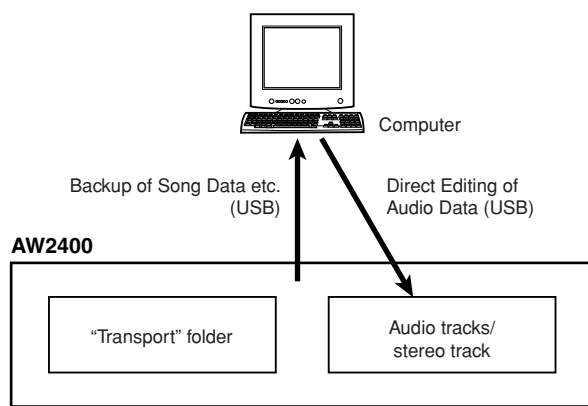 Computer
Backup of Song Data etc.
(USB)
Direct Editing of
Audio Data (USB)
AW2400
“Transport” folder
Audio tracks/
stereo track